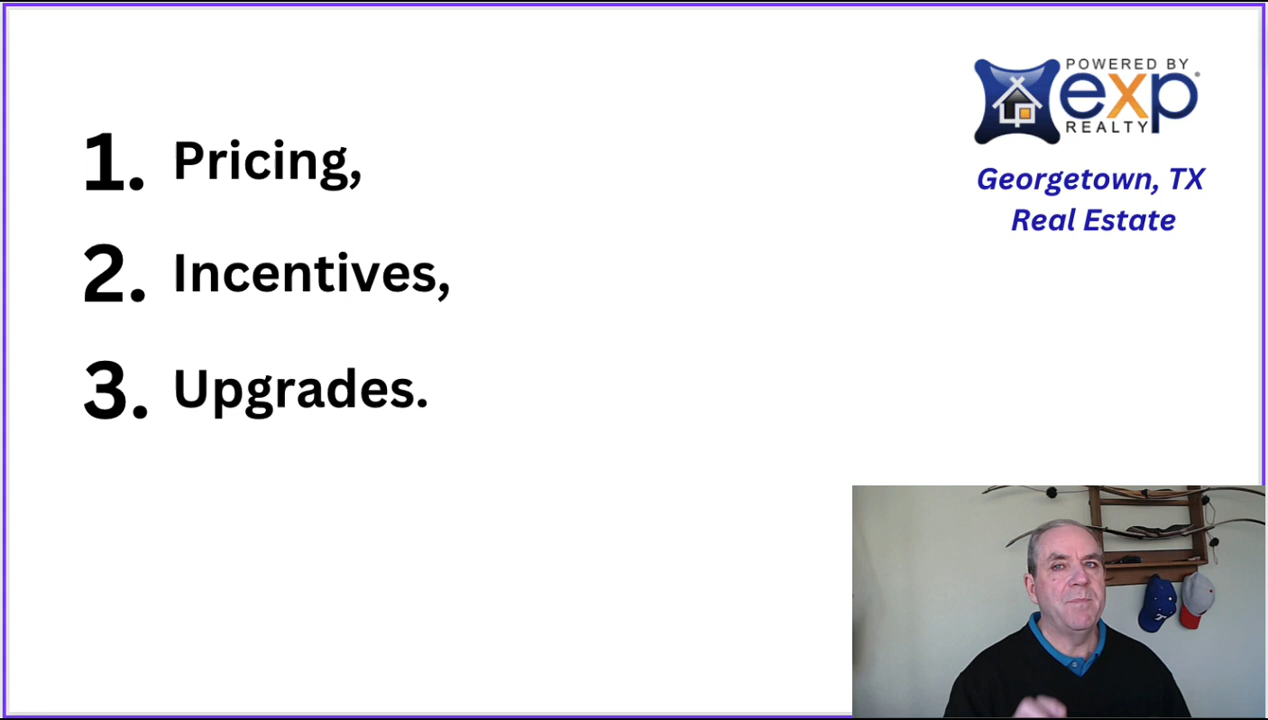 1. Pricing,
2. Incentives,
3. Upgrades.
POWERED BY
exp
REALTY
Georgetown, TX
Real Estate